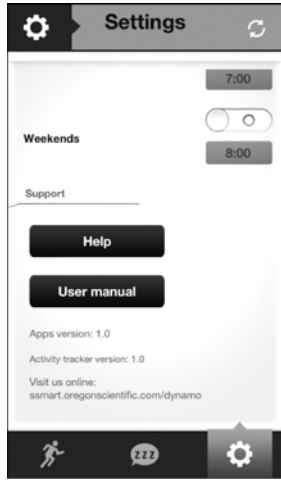 Settings
7:00
Weekends
8:00
Support
Help
User manual
Apps version: 1.0
Activity tracker version: 1.0
Visit us online:
ssmart.oregonscientific.com/dynamo
zzz